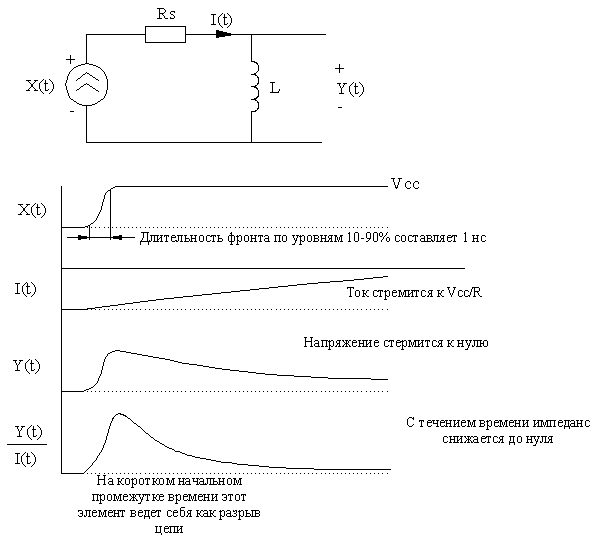 Rs
I(t)
+
X(t)
-
L
+
Y(t)
-
Vcc
X(t)
Длительность фронта по уровням 10-90% составляет 1 нс
I(t)
Ток стремится к Vcc/R
Напряжение стермится к нулю
Y(t)
Y(t)
I(t)
С течением времени импеданс
снижается до нуля
На коротком начальном
промежутке времени этот
элемент ведет себя как разрыв
цепи